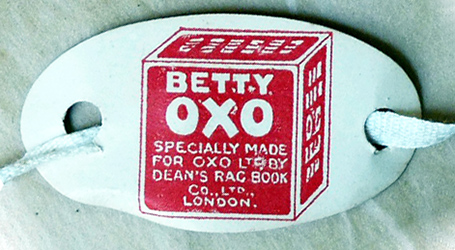 BETTY
OXO
SPECIALLY MADE
FOR OXO LTD BY
DEAN'S RAG BOOK
CO., LTD.,
LONDON.